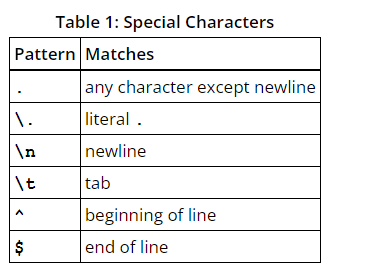 Table 1: Special Characters
Pattern Matches
. any character except newline
\. literal .
\n newline
\t tab
^ beginning of line
$ end of line